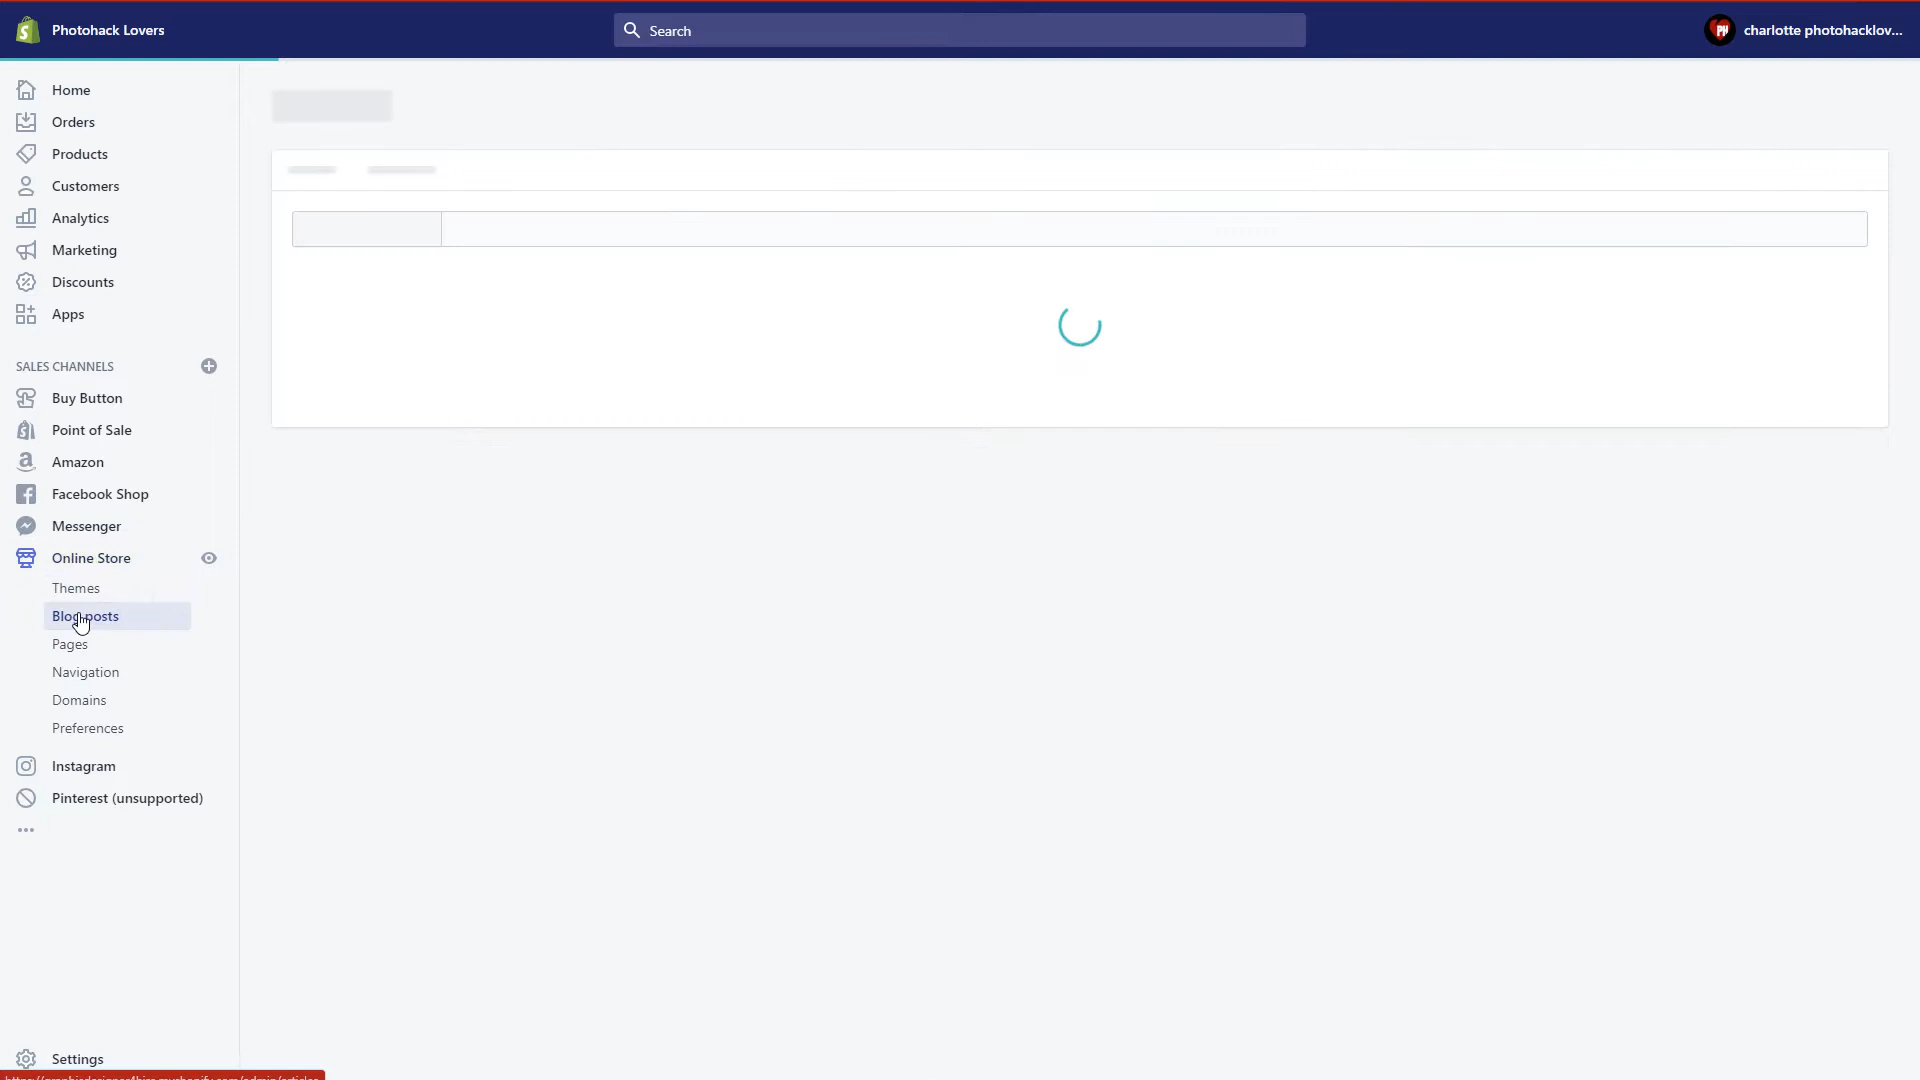 Photohack Lovers
Search
charlotte photohacklov...
Home
Orders
Products
Customers
Analytics
Marketing
Discounts
Apps
SALES CHANNELS
Buy Button
Point of Sale
Amazon
Facebook Shop
Messenger
Online Store
Themes
Blog posts
Pages
Navigation
Domains
Preferences
Instagram
Pinterest (unsupported)
Settings